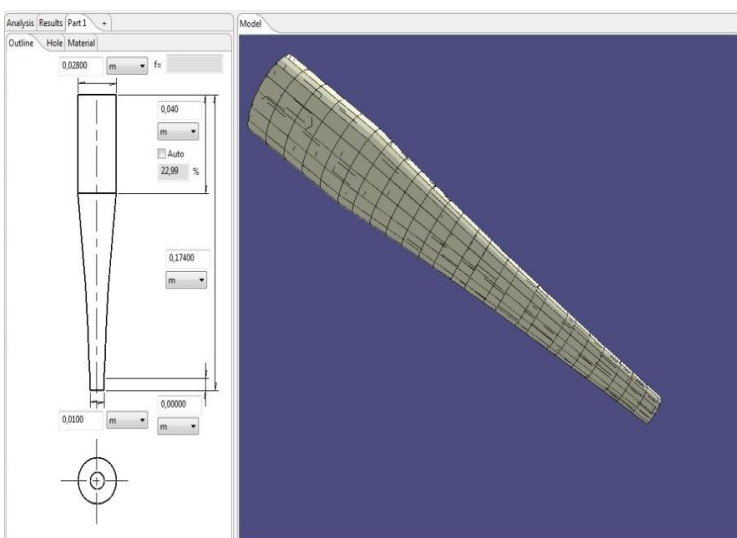 Analysis Results Part 1 +
Outline Hole Material
0,02800 m f=
0,040
m
Auto
22,99 %
0,17400
m
0,00000
0,0100 m m
Model